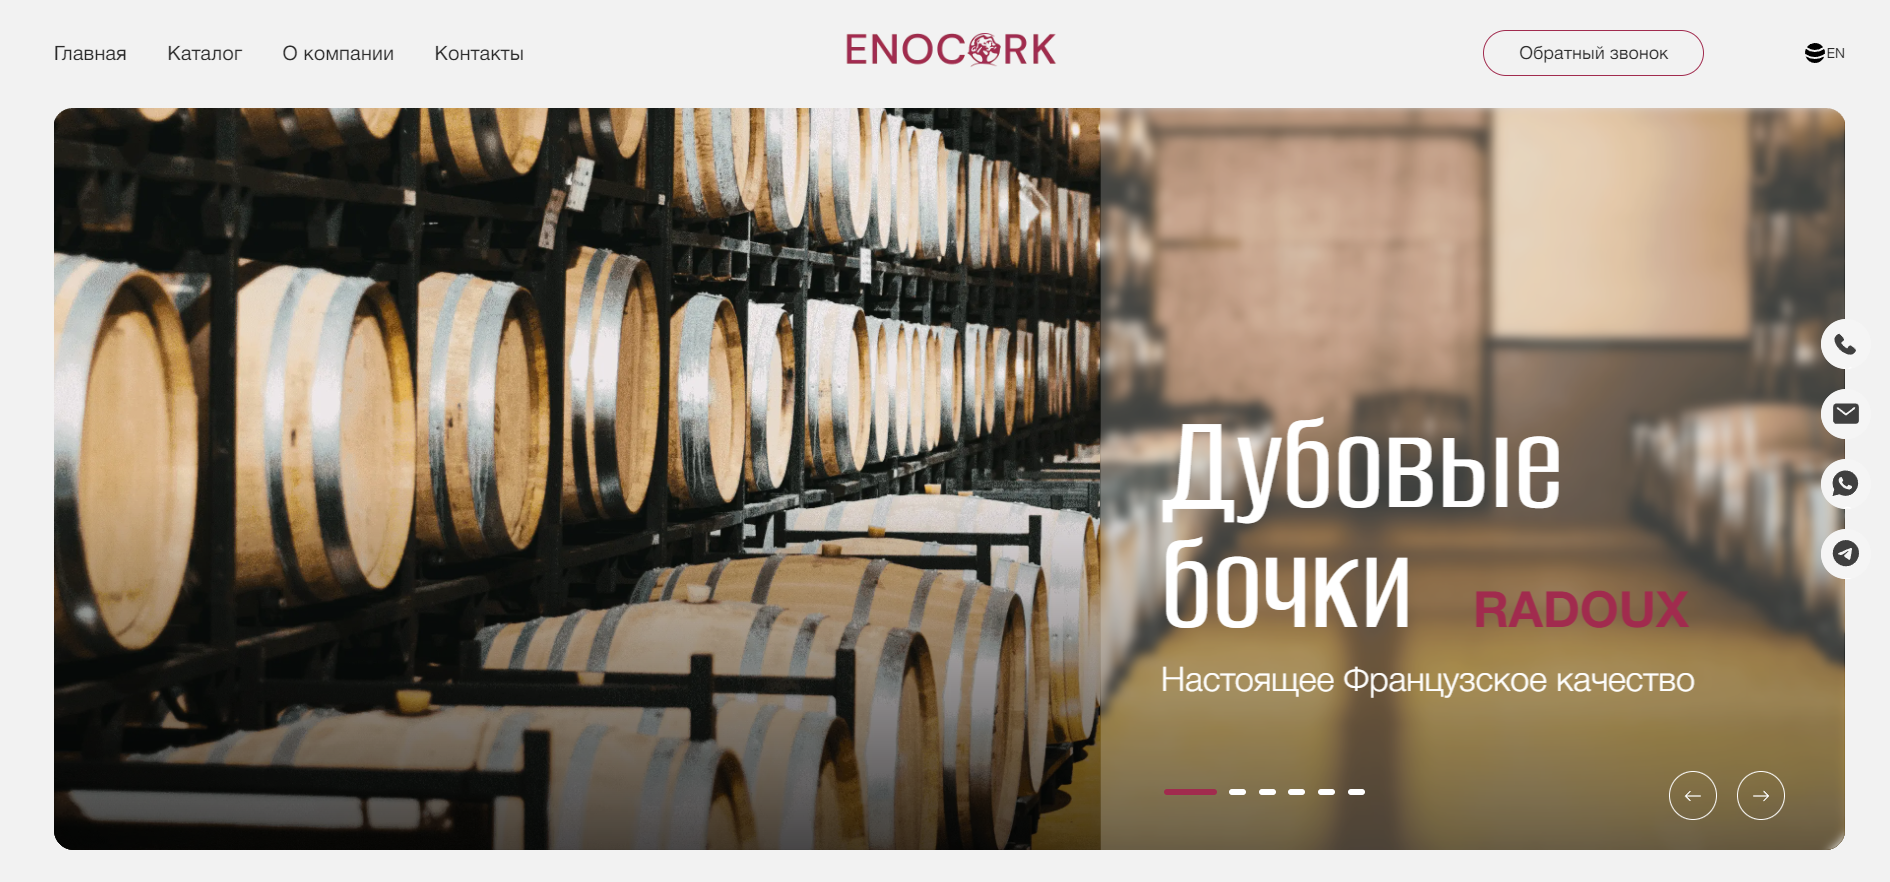 Главная Каталог О компании Контакты ENOCORK Обратный звонок EN
Дубовые
бочки RADOUX
Настоящее Французское качество